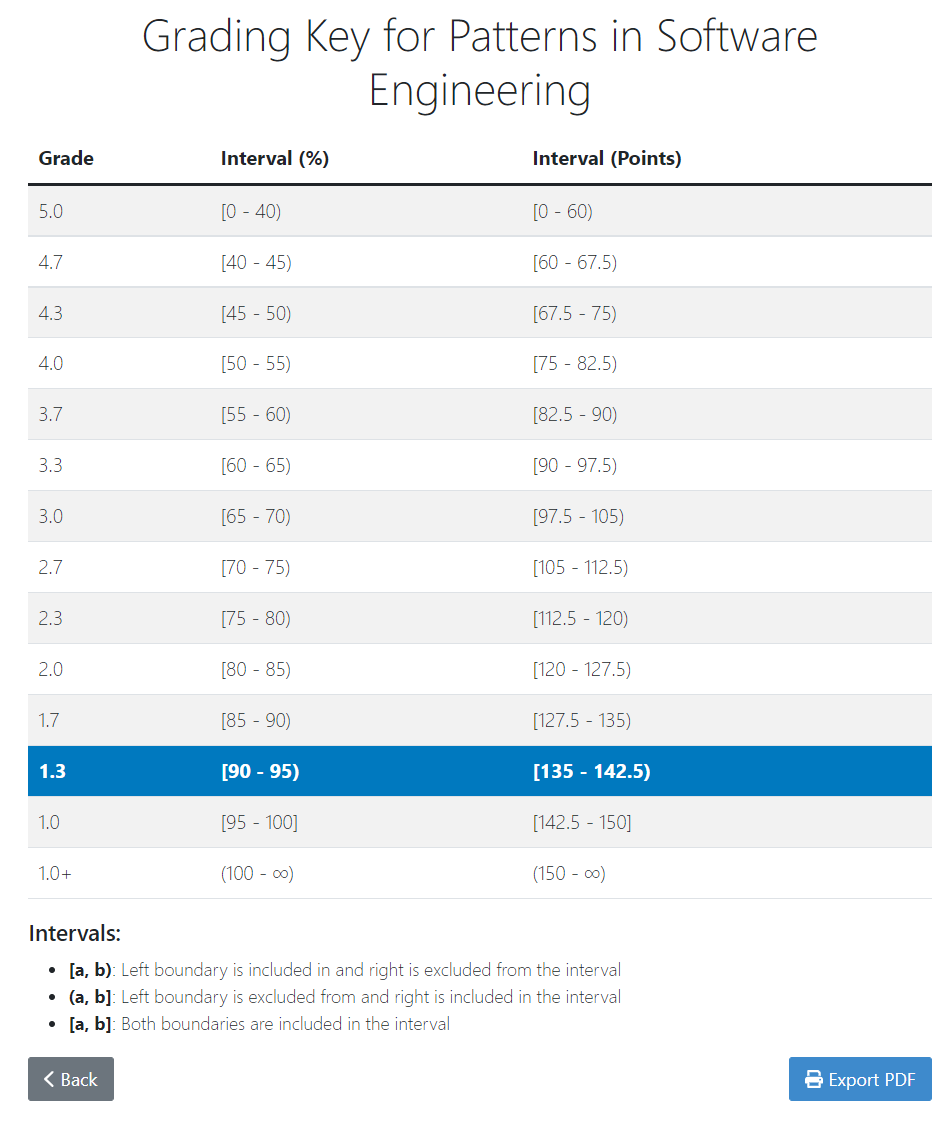 Grading Key for Patterns in Software
Engineering
Grade Interval (%) Interval (Points)
5.0 [0 - 40) [0 - 60)
4.7 [40 - 45) [60 - 67.5)
4.3 [45 - 50) [67.5 - 75)
4.0 [50 - 55) [75 - 82.5)
3.7 [55 - 60) [82.5 - 90)
3.3 [60 - 65) [90 - 97.5)
3.0 [65 - 70) [97.5 - 105)
2.7 [70 - 75) [105 - 112.5)
2.3 [75 - 80) [112.5 - 120)
2.0 [80 - 85) [120 - 127.5)
1.7 [85 - 90) [127.5 - 135)
1.3 [90 - 95) [135 - 142.5)
1.0 [95 - 100] [142.5 - 150]
1.0+ (100 - ∞) (150 - ∞)
Intervals:
• [a, b): Left boundary is included in and right is excluded from the interval
• (a, b]: Left boundary is excluded from and right is included in the interval
• [a, b]: Both boundaries are included in the interval
Back Export PDF